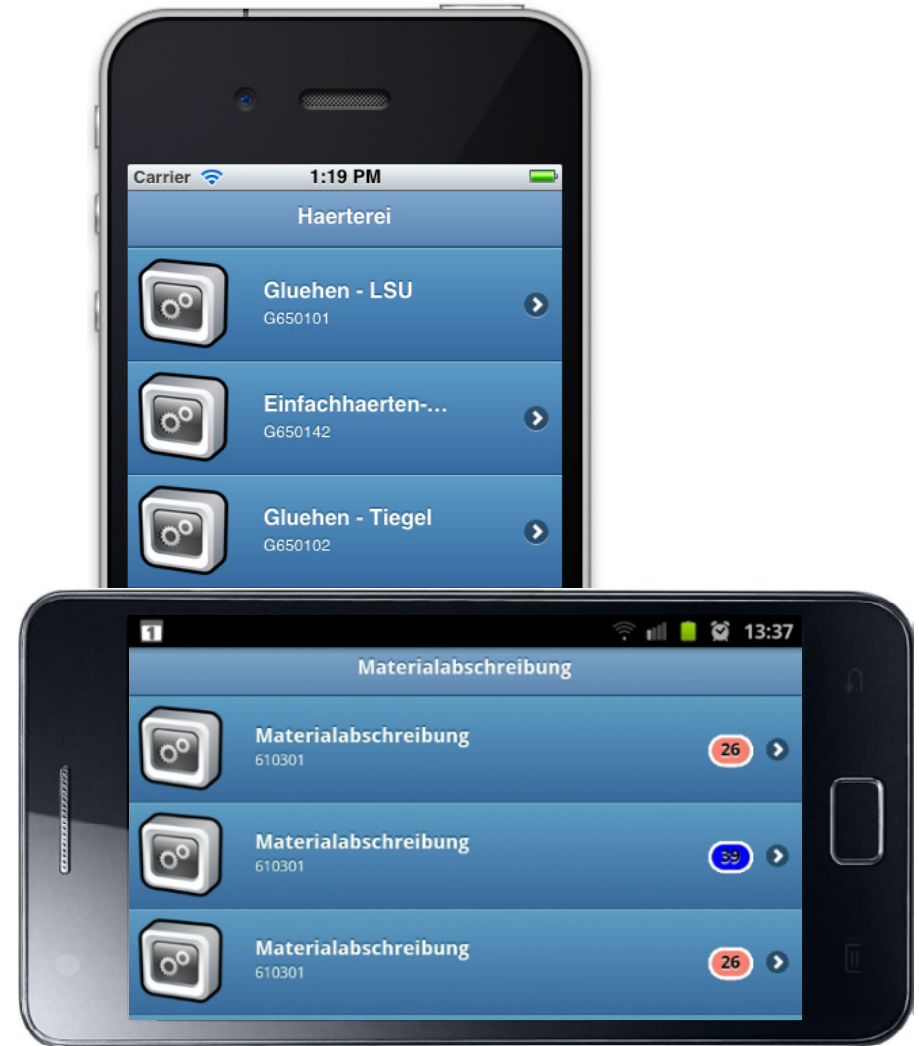 Carrier 1:19 PM
Haerterei
Gluehen - LSU
G650101
Einfachhaerten-...
G650142
Gluehen - Tiegel
G650102
1 13:37
Materialabschreibung
Materialabschreibung
610301
26
Materialabschreibung
610301
39
Materialabschreibung
610301
26